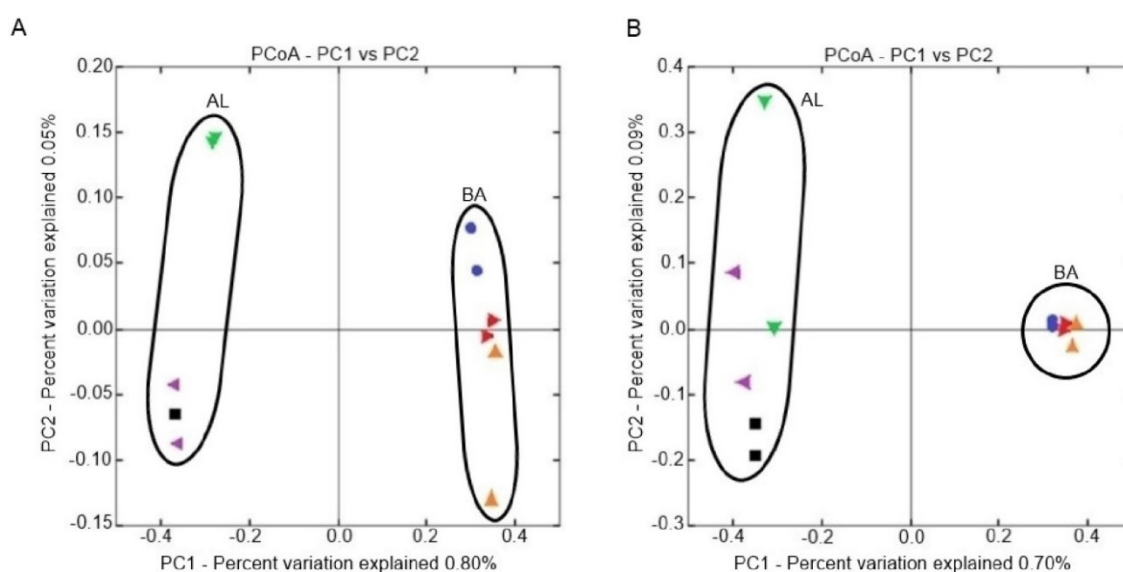 A
PCoA - PC1 vs PC2
0.20
0.15
0.10
0.05
0.00
-0.05
-0.10
-0.15
-0.4
-0.2
0.0
0.2
0.4
AL
BA
PC2 - Percent variation explained 0.05%
PC1 - Percent variation explained 0.80%
B
PCoA - PC1 vs PC2
0.4
0.3
0.2
0.1
0.0
-0.1
-0.2
-0.3
-0.4
-0.2
0.0
0.2
0.4
AL
BA
PC2 - Percent variation explained 0.09%
PC1 - Percent variation explained 0.70%